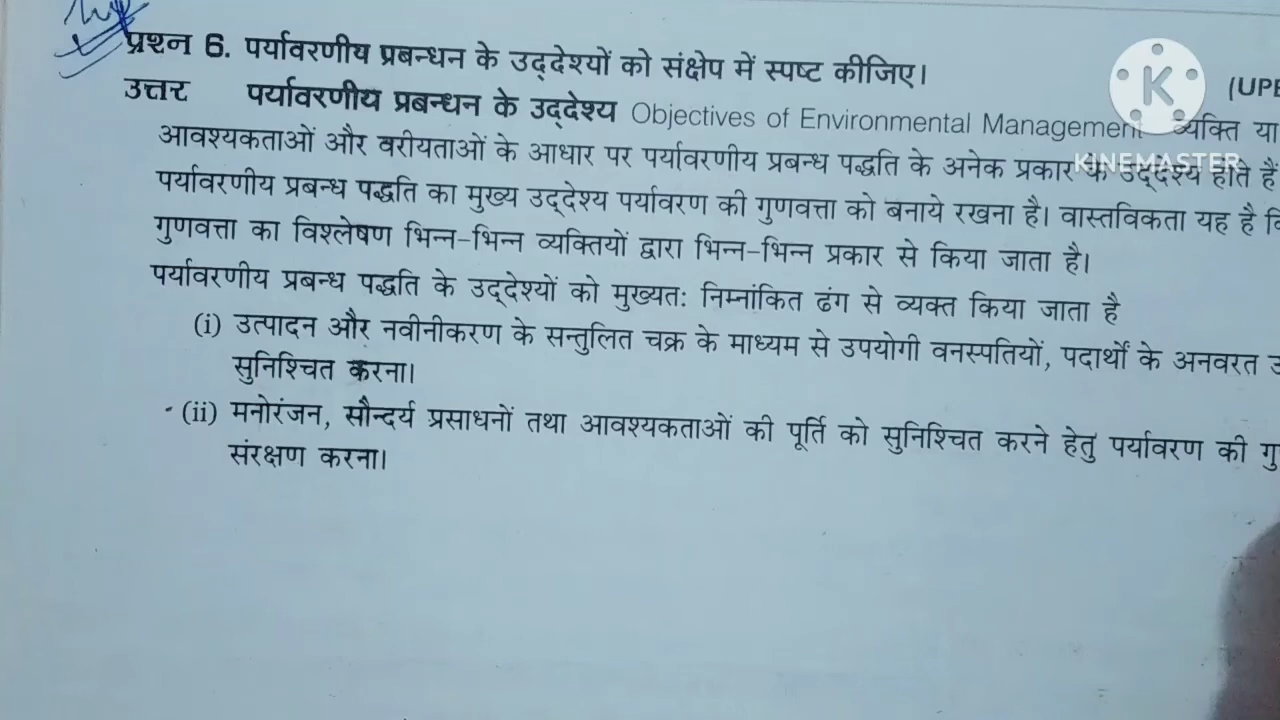 प्रश्न 6. पर्यावरणीय प्रबन्धन के उद्देश्यों को संक्षेप में स्पष्ट कीजिए।
(UPE
उत्तर पर्यावरणीय प्रबन्धन के उद्देश्य Objectives of Environmental Management व्यक्ति या
आवश्यकताओं और वरीयताओं के आधार पर पर्यावरणीय प्रबन्ध पद्धति के अनेक प्रकार के उद्देश्य होते हैं
पर्यावरणीय प्रबन्ध पद्धति का मुख्य उद्देश्य पर्यावरण की गुणवत्ता को बनाये रखना है। वास्तविकता यह है
गुणवत्ता का विश्लेषण भिन्न-भिन्न व्यक्तियों द्वारा भिन्न-भिन्न प्रकार से किया जाता है।
पर्यावरणीय प्रबन्ध पद्धति के उद्देश्यों को मुख्यतः निम्नांकित ढंग से व्यक्त किया जाता है
(i) उत्पादन और नवीनीकरण के सन्तुलित चक्र के माध्यम से उपयोगी वनस्पतियों, पदार्थों के अनवरत
सुनिश्चित करना।
(ii) मनोरंजन, सौन्दर्य प्रसाधनों तथा आवश्यकताओं की पूर्ति को सुनिश्चित करने हेतु पर्यावरण की गु
संरक्षण करना।
K
KINEMASTER